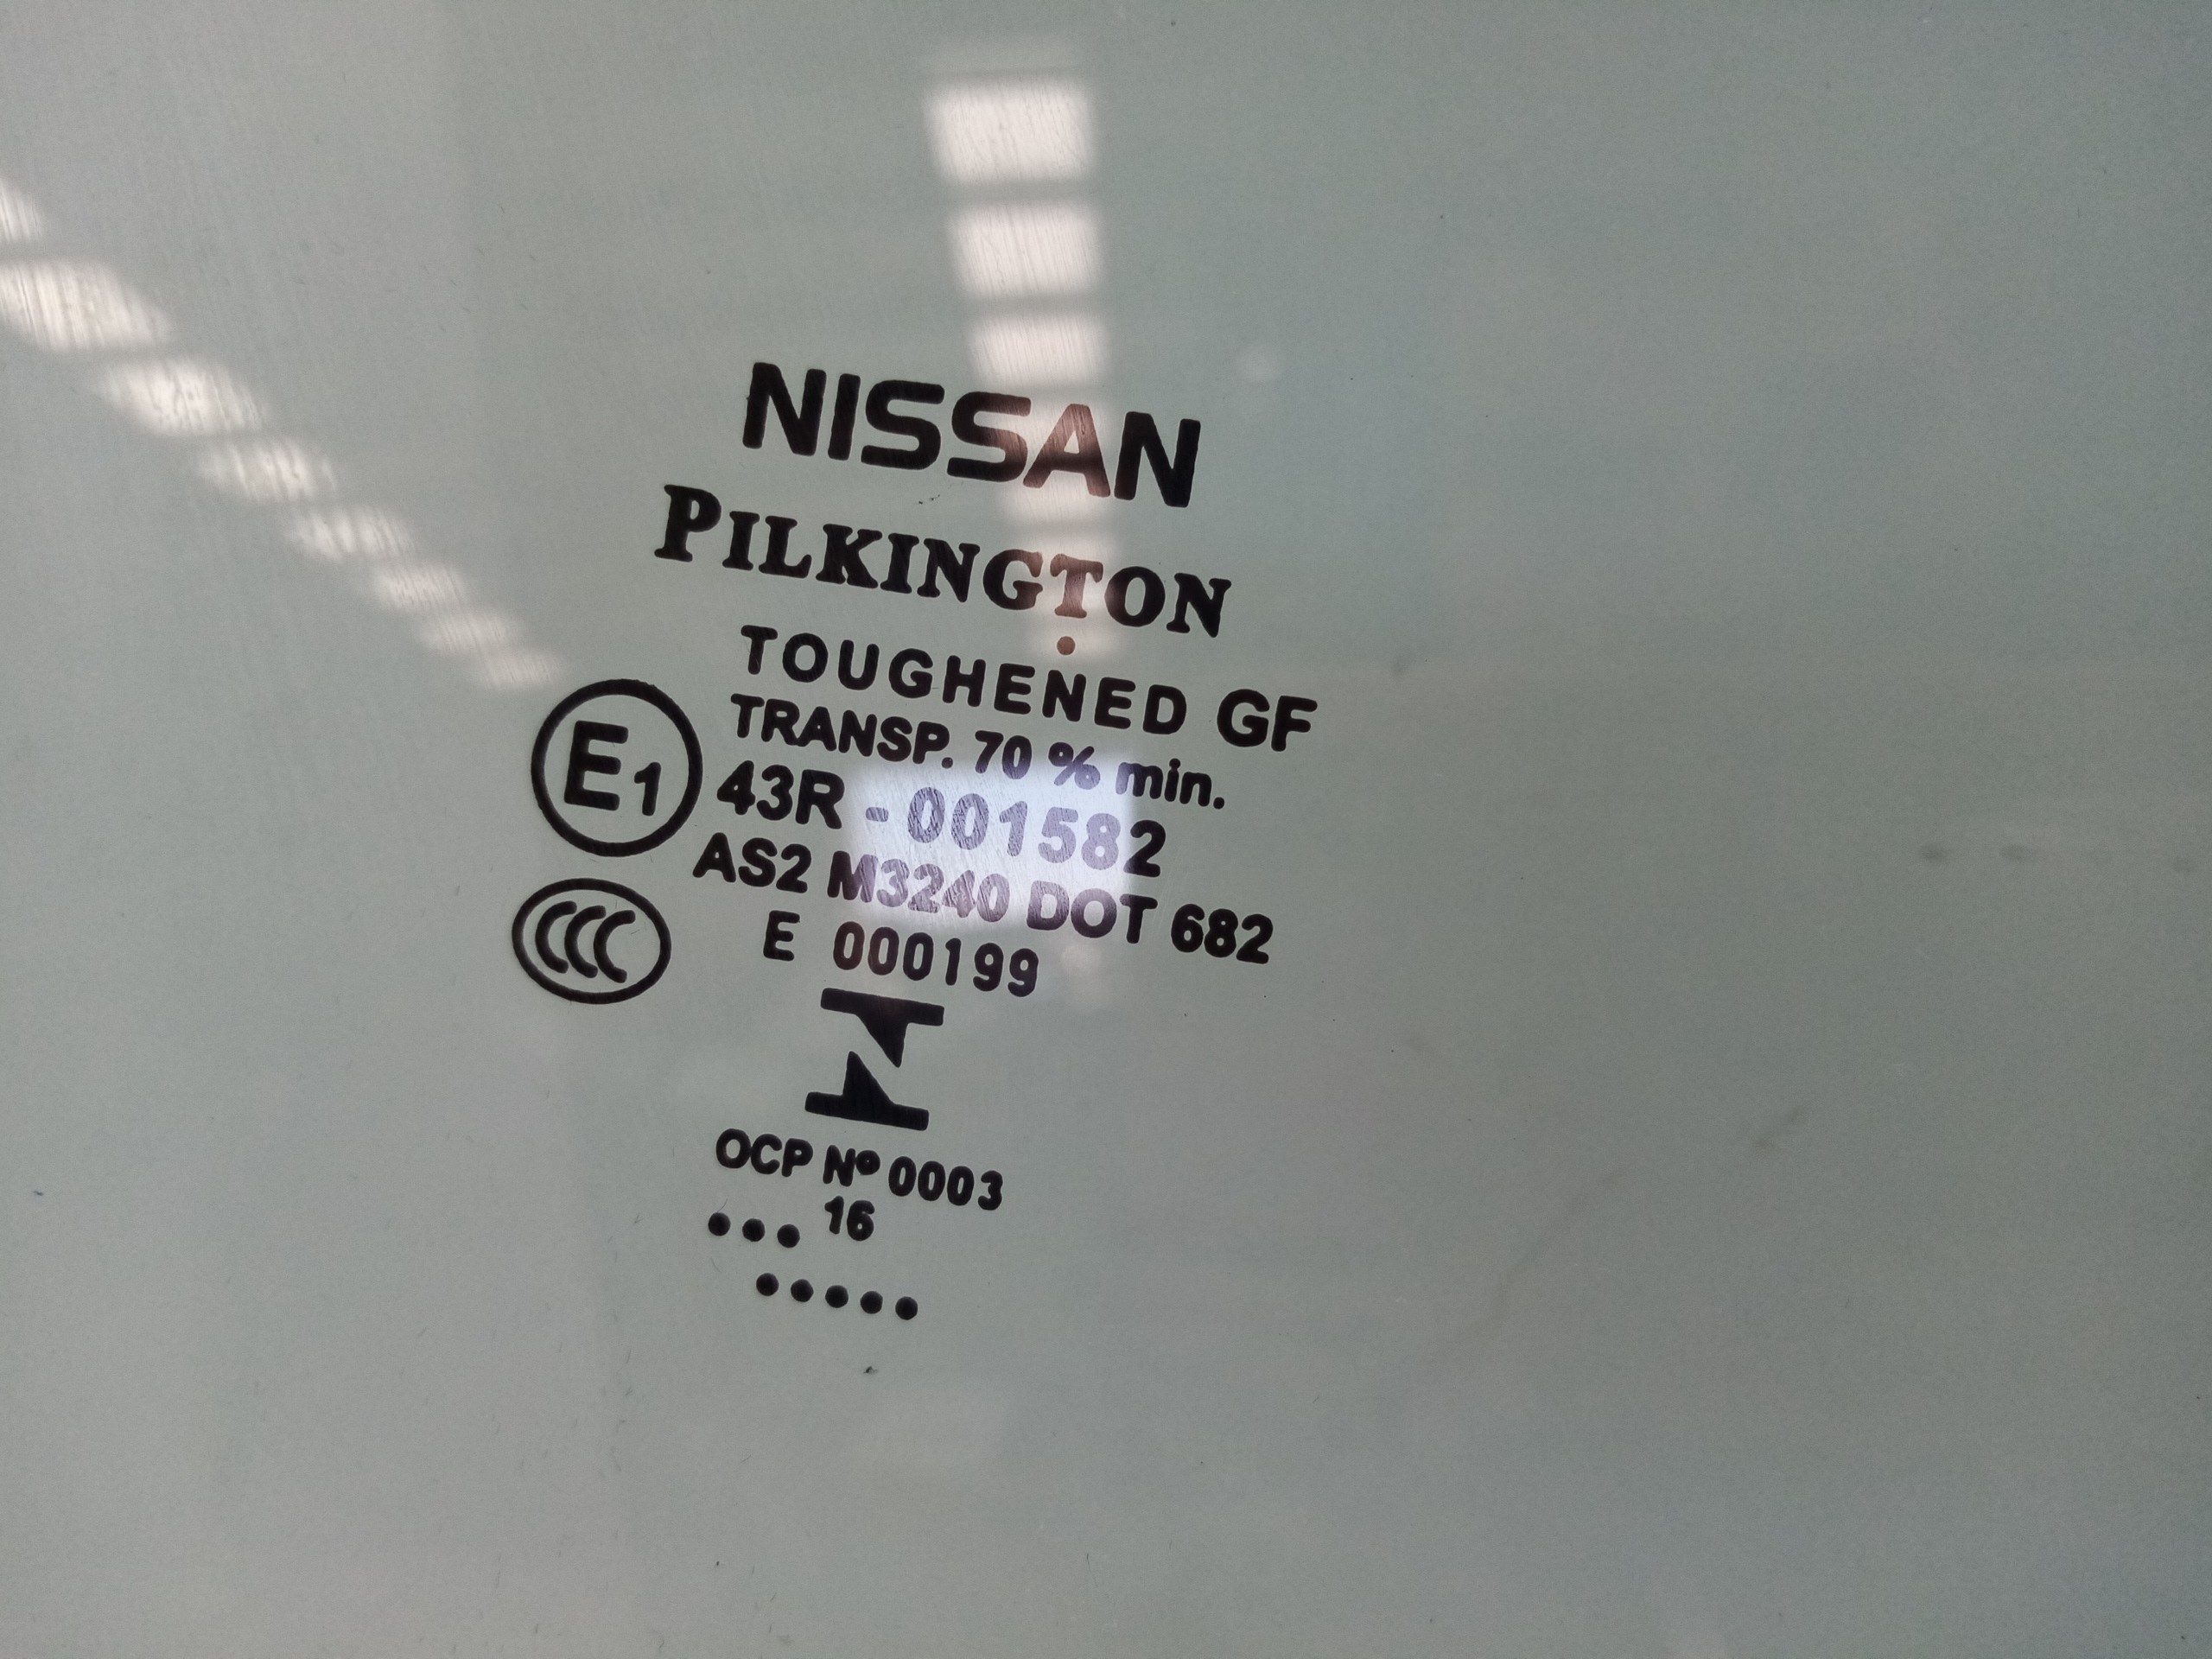 NISSAN
PILKINGTON
TOUGHENED GF
TRANSP. 70 % min.
E1 43R - 001582
AS2 M3240 DOT 682
CCC E 000199
OCP Nº 0003
... 16
.....